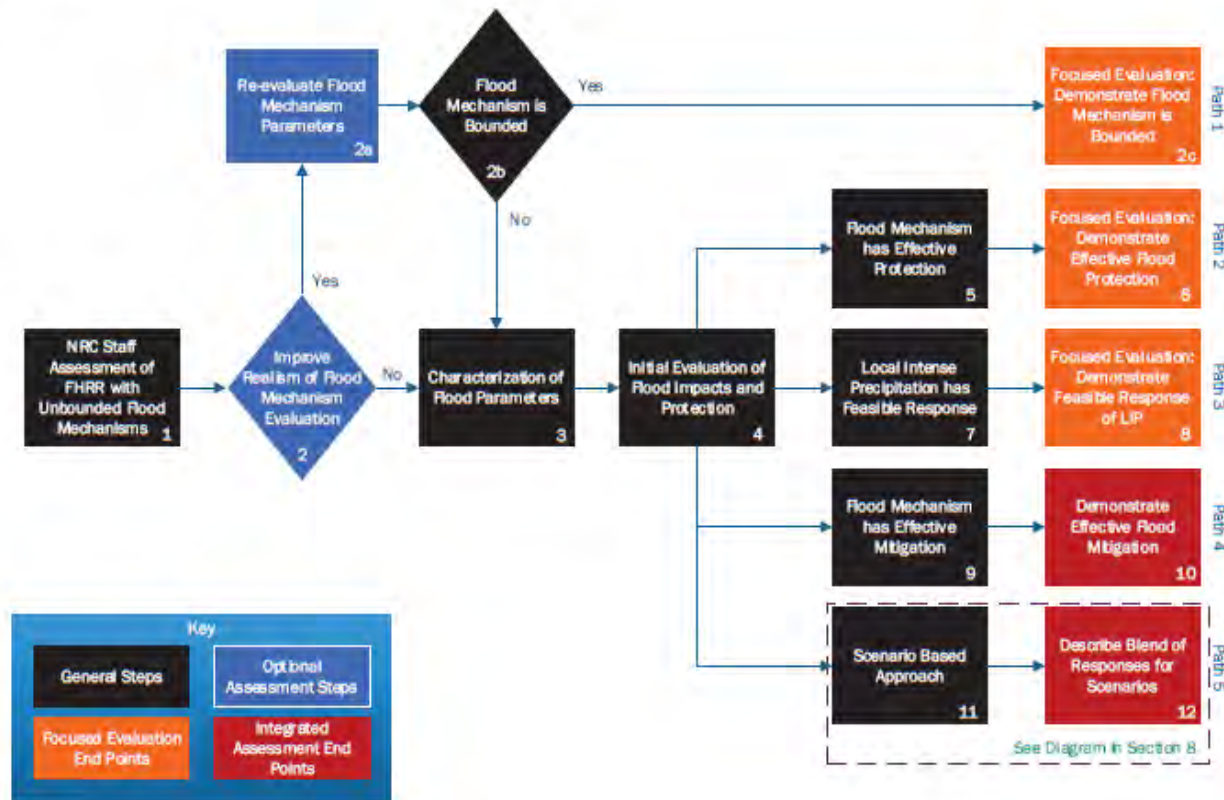 Re-evaluate Flood
Mechanism
Parameters
2a
Flood
Mechanism is
Bounded
2b
Yes
Focused Evaluation:
Demonstrate Flood
Mechanism is
Bounded
2c
Path 1
No
Flood Mechanism
has Effective
Protection
5
Focused Evaluation:
Demonstrate
Effective Flood
Protection
6
Path 2
Yes
NRC Staff
Assessment of
FHRR with
Unbounded Flood
Mechanisms
1
Improve
Realism of Flood
Mechanism
Evaluation
2
No
Characterization of
Flood Parameters
3
Initial Evaluation of
Flood Impacts and
Protection
4
Local Intense
Precipitation has
Feasible Response
7
Focused Evaluation:
Demonstrate
Feasible Response
of LIP
8
Path 3
Flood Mechanism
has Effective
Mitigation
9
Demonstrate
Effective Flood
Mitigation
10
Path 4
Scenario Based
Approach
11
Describe Blend of
Responses for
Scenarios
12
Path 5
See Diagram in Section 8
Key
General Steps
Optional
Assessment Steps
Focused Evaluation
End Points
Integrated
Assessment End
Points